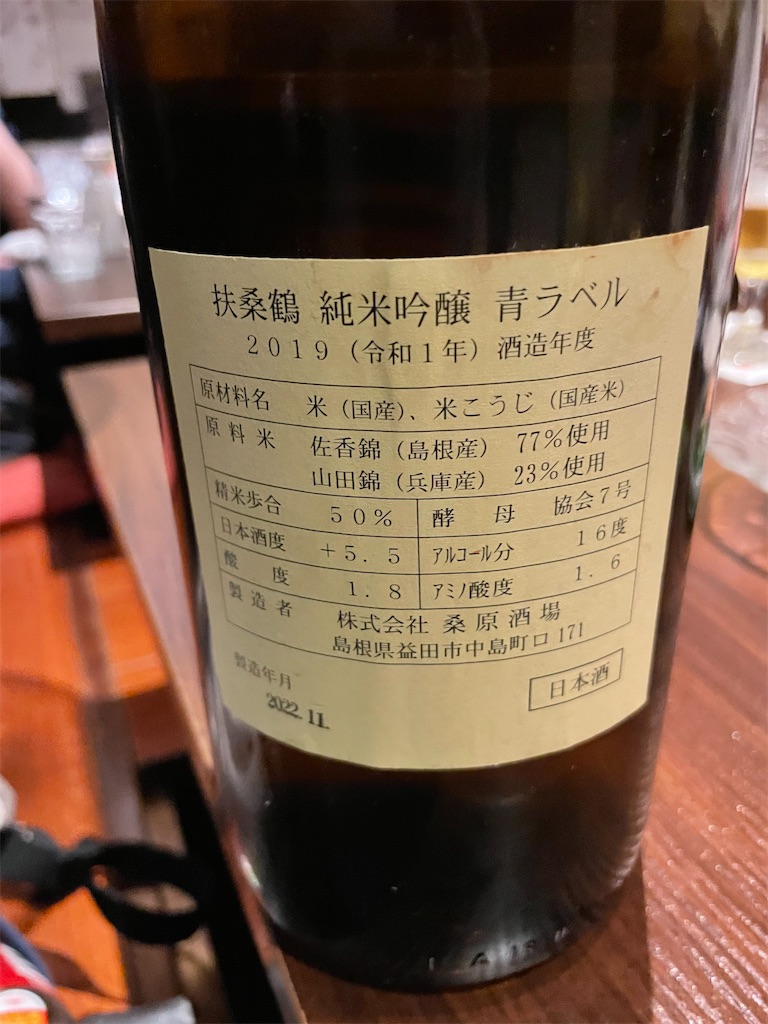 扶桑鶴 純米吟醸 青ラベル
2019（令和1年）酒造年度
原材料名 米（国産）、米こうじ（国産米）
原料米 佐香錦（島根産） 77%使用
山田錦（兵庫産） 23%使用
精米歩合 50% 酵母 協会7号
日本酒度 +5.5 ｱﾙｺｰﾙ分 16度
酸度 1.8 ｱﾐﾉ酸度 1.6
製造者 株式会社 桑原酒場
島根県益田市中島町ロ171
製造年月
2022.11.
日本酒